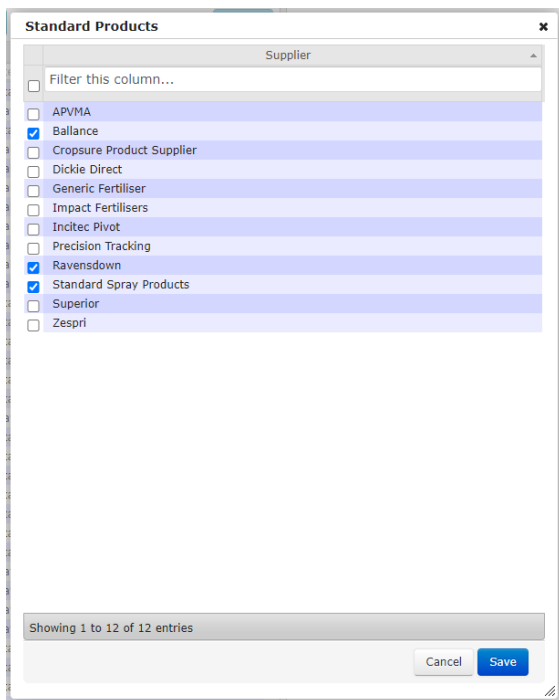 Standard Products
Supplier
Filter this column...
APVMA
Ballance
Cropsure Product Supplier
Dickie Direct
Generic Fertiliser
Impact Fertilisers
Incitec Pivot
Precision Tracking
Ravensdown
Standard Spray Products
Superior
Zespri
Showing 1 to 12 of 12 entries
Cancel Save